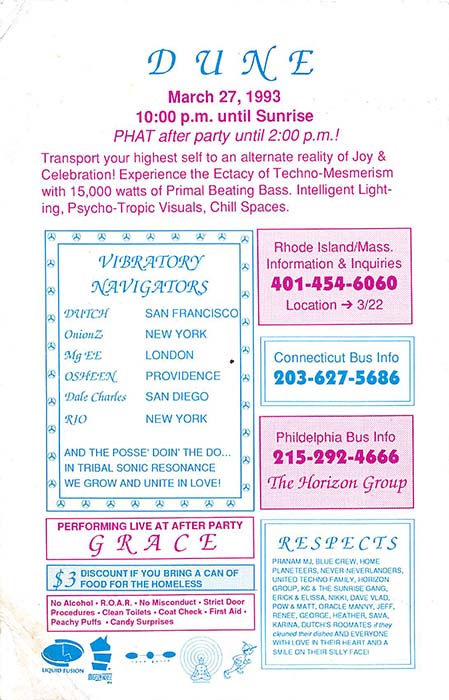 DUNE
March 27, 1993
10:00 p.m. until Sunrise
PHAT after party until 2:00 p.m.!
Transport your highest self to an alternate reality of Joy &
Celebration! Experience the Ectacy of Techno-Mesmerism
with 15,000 watts of Primal Beating Bass. Intelligent Light-
ing, Psycho-Tropic Visuals, Chill Spaces.
VIBRATORY
NAVIGATORS
DUTCH SAN FRANCISCO
OnionZ NEW YORK
Mg EE LONDON
OSHEEN PROVIDENCE
Dale Charles SAN DIEGO
RIO NEW YORK
AND THE POSSE' DOIN' THE DO...
IN TRIBAL SONIC RESONANCE
WE GROW AND UNITE IN LOVE!
Rhode Island/Mass.
Information & Inquiries
401-454-6060
Location ➔ 3/22
Connecticut Bus Info
203-627-5686
Phildelphia Bus Info
215-292-4666
The Horizon Group
PERFORMING LIVE AT AFTER PARTY
GRACE
$3 DISCOUNT IF YOU BRING A CAN OF
FOOD FOR THE HOMELESS
No Alcohol • R.O.A.R. • No Misconduct • Strict Door
Procedures • Clean Toilets • Coat Check • First Aid •
Peachy Puffs • Candy Surprises
RESPECTS
PRANAM MJ, BLUE CREW, HOME
PLANETEERS, NEVER-NEVERLANDERS,
UNITED TECHNO FAMILY, HORIZON
GROUP, KC & THE SUNRISE GANG,
ERICK & ELISSA, NIKKI, DAVE VLAD,
POW & MATT, ORACLE MANNY, JEFF,
RENEE, GEORGE, HEATHER, SAVA,
KARINA, DUTCH'S ROOMATES if they
cleaned their dishes AND EVERYONE
WITH LOVE IN THEIR HEART AND A
SMILE ON THEIR SILLY FACE!
LIQUID FUSION